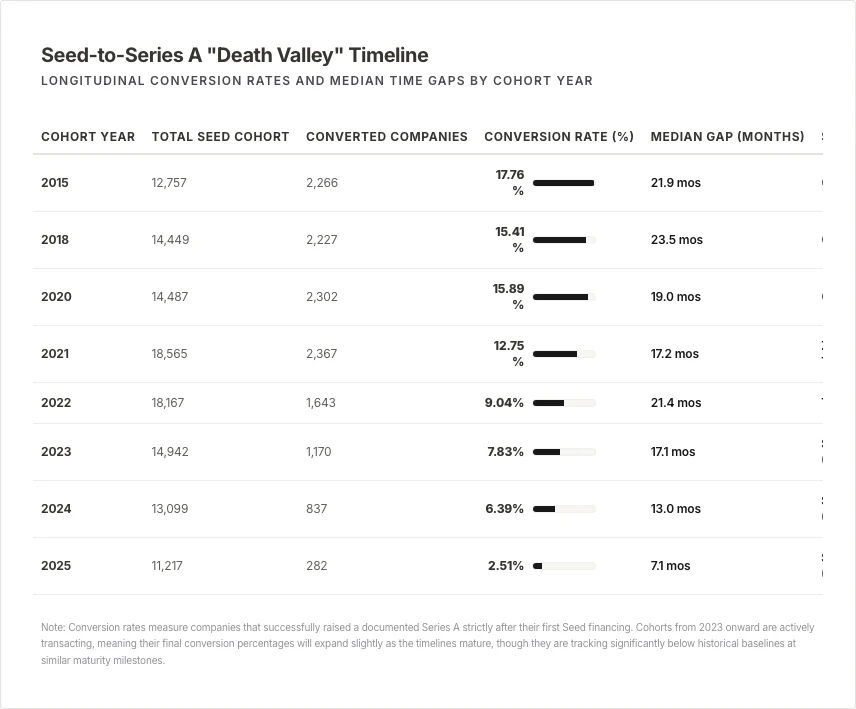 Seed-to-Series A "Death Valley" Timeline
LONGITUDINAL CONVERSION RATES AND MEDIAN TIME GAPS BY COHORT YEAR
COHORT YEAR TOTAL SEED COHORT CONVERTED COMPANIES CONVERSION RATE (%) MEDIAN GAP (MONTHS)
2015 12,757 2,266 17.76 % 21.9 mos
2018 14,449 2,227 15.41 % 23.5 mos
2020 14,487 2,302 15.89 % 19.0 mos
2021 18,565 2,367 12.75 % 17.2 mos
2022 18,167 1,643 9.04% 21.4 mos
2023 14,942 1,170 7.83% 17.1 mos
2024 13,099 837 6.39% 13.0 mos
2025 11,217 282 2.51% 7.1 mos
Note: Conversion rates measure companies that successfully raised a documented Series A strictly after their first Seed financing. Cohorts from 2023 onward are actively
transacting, meaning their final conversion percentages will expand slightly as the timelines mature, though they are tracking significantly below historical baselines at
similar maturity milestones.